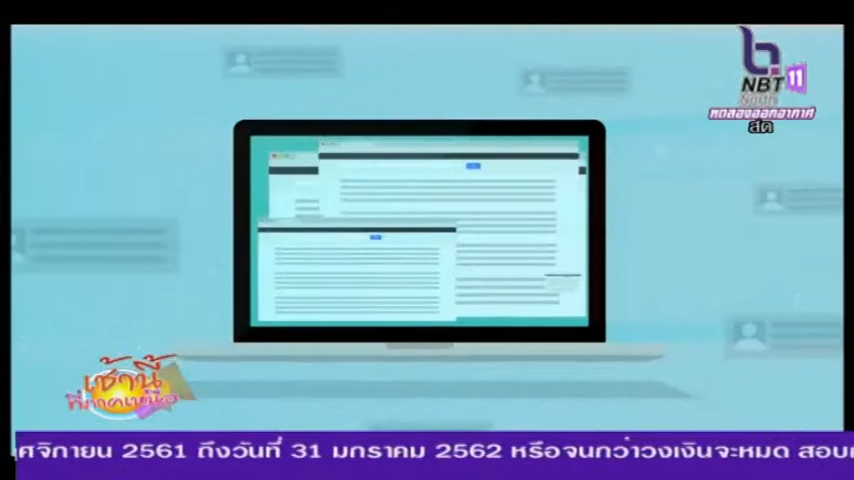 NBT 11
North
ทดลองออกอากาศ
สด
เช้านี้
ที่ภาคเหนือ
ศจิกายน 2561 ถึงวันที่ 31 มกราคม 2562 หรือจนกว่าวงเงินจะหมด สอบ